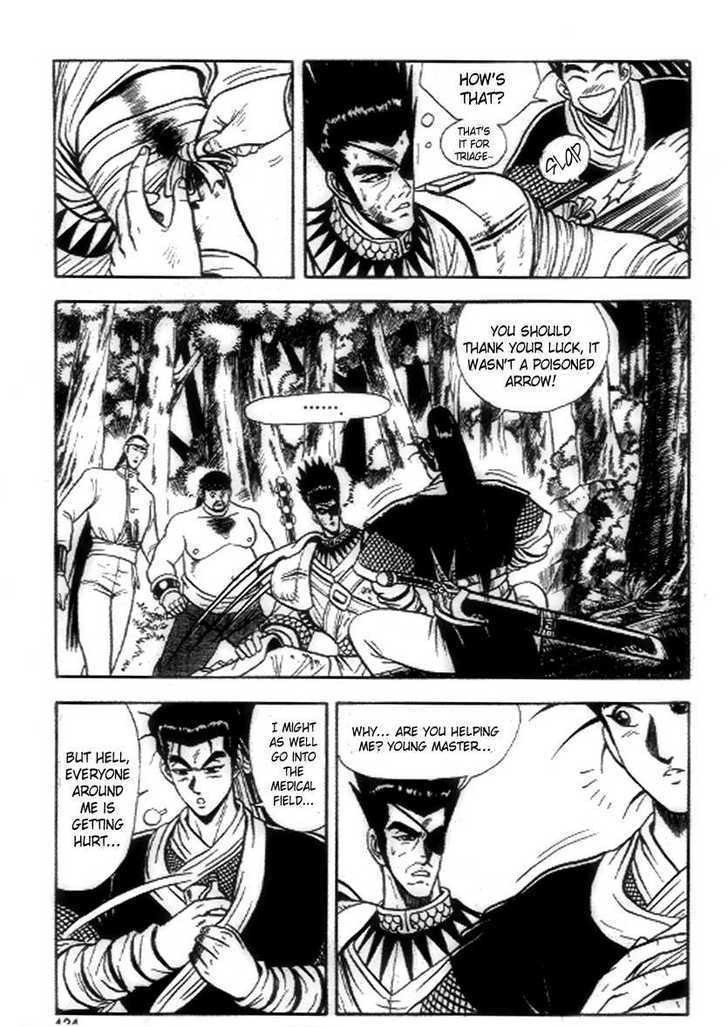 HOW'S
THAT?
THAT'S
IT FOR
TRIAGE~
SLAP
YOU SHOULD
THANK YOUR LUCK, IT
WASN'T A POISONED
ARROW!
.......
I MIGHT
AS WELL
GO INTO
THE
MEDICAL
FIELD...
BUT HELL,
EVERYONE
AROUND
ME IS
GETTING
HURT...
WHY... ARE YOU HELPING
ME? YOUNG MASTER...